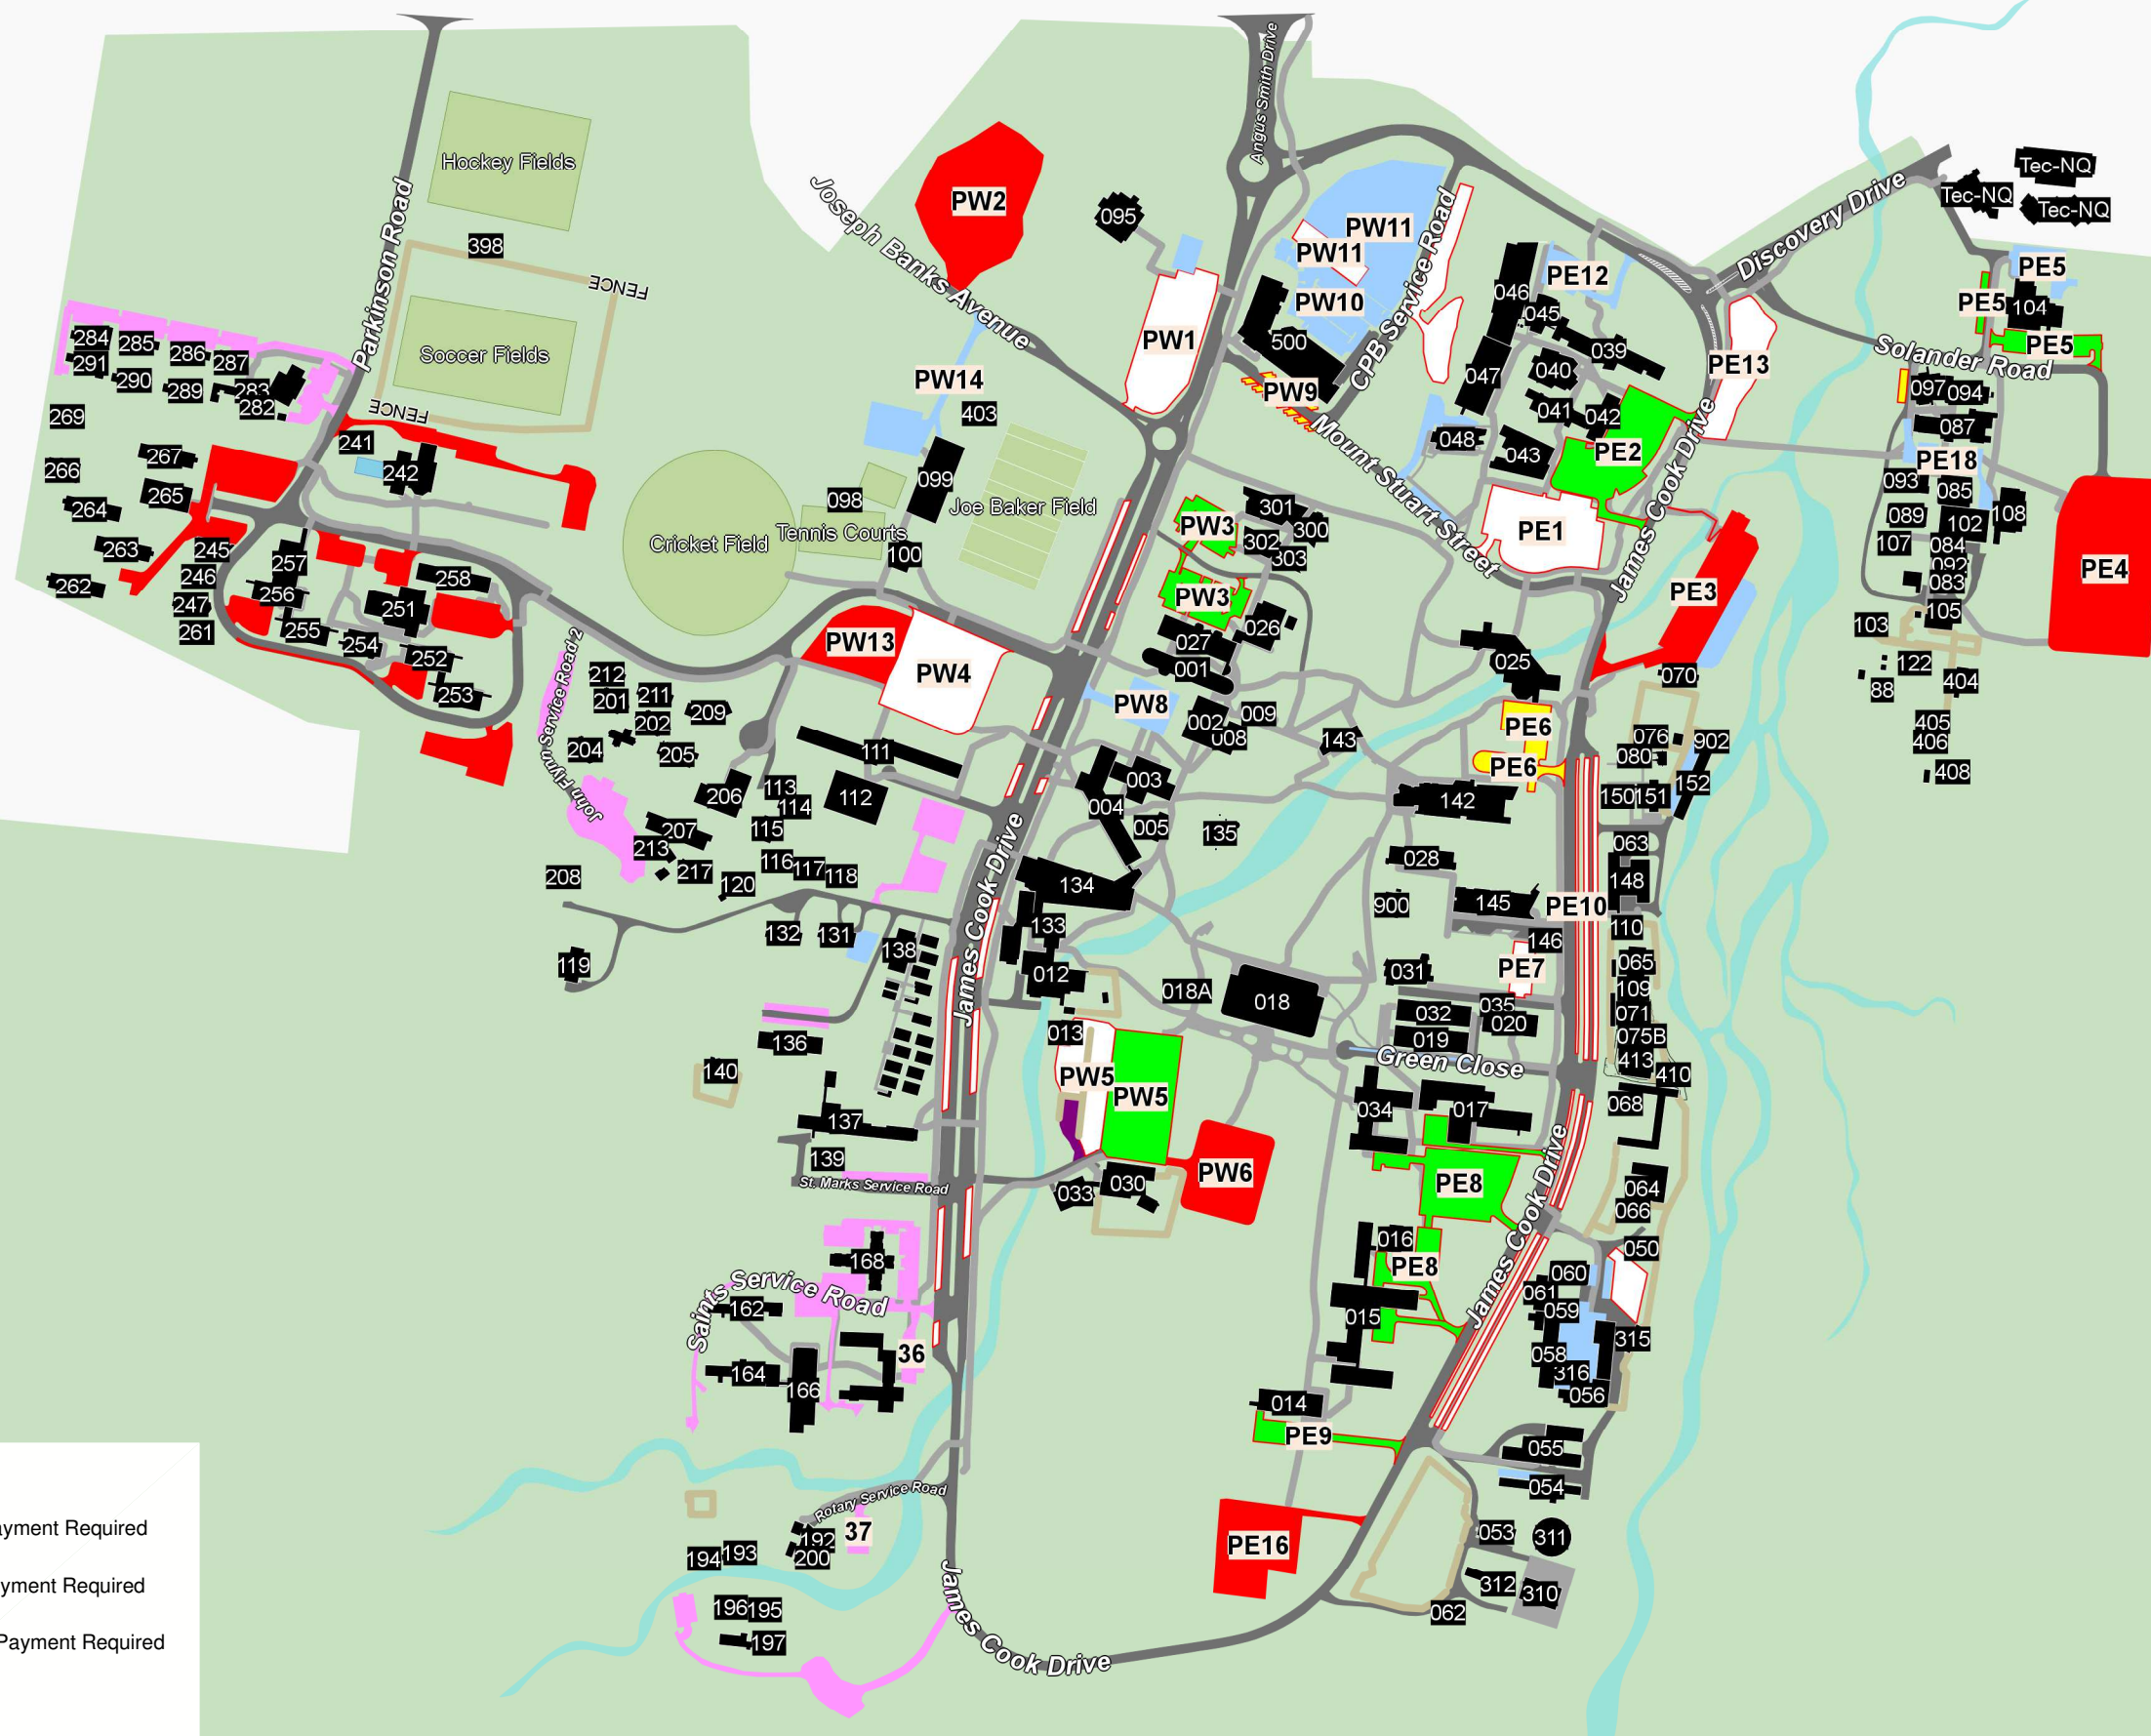 Angus Smith Drive
Hockey Fields
Tec-NQ
Tec-NQ
Tec-NQ
PW2
095
Parkinson Road
Joseph Banks Avenue
398
FENCE
PW11
PW11
CPB Service Road
Discovery Drive
046
PE12
PE5
PE5
104
PW10
045
Soccer Fields
PW1
500
039
PE5
PE13
Solander Road
284
285
286
287
291
290
289
283
282
PW14
403
PW9
047
040
097
094
269
FENCE
041
042
087
241
Mount Stuart Street
048
043
PE2
James Cook Drive
267
266
242
099
PE18
093
085
265
264
098
Joe Baker Field
301
PW3
300
302
303
PE1
089
102
108
Tennis Courts
Cricket Field
100
107
084
092
083
PE4
263
245
257
246
258
262
256
247
251
261
255
254
252
253
PW3
PE3
105
103
027
026
PW13
PW4
001
025
070
122
88
404
John Flynn Service Road 2
212
201
211
202
209
204
205
PW8
002
009
008
143
PE6
PE6
076
080
902
405
406
408
111
003
206
113
114
112
004
142
150
151
152
115
207
213
005
135
063
217
208
120
116
117
118
134
028
148
James Cook Drive
900
145
PE10
133
110
132
131
138
146
119
012
018A
018
031
PE7
065
109
035
032
020
071
136
013
019
075B
Green Close
413
140
PW5
PW5
410
034
017
068
137
139
PW6
St. Marks Service Road
033
030
PE8
064
066
James Cook Drive
016
050
168
PE8
060
Saints Service Road
061
162
059
015
315
36
058
164
316
166
056
014
PE9
055
054
Rotary Service Road
37
192
200
194
193
053
311
PE16
312
310
196
195
062
197
James Cook Drive
ayment Required
yment Required
Payment Required